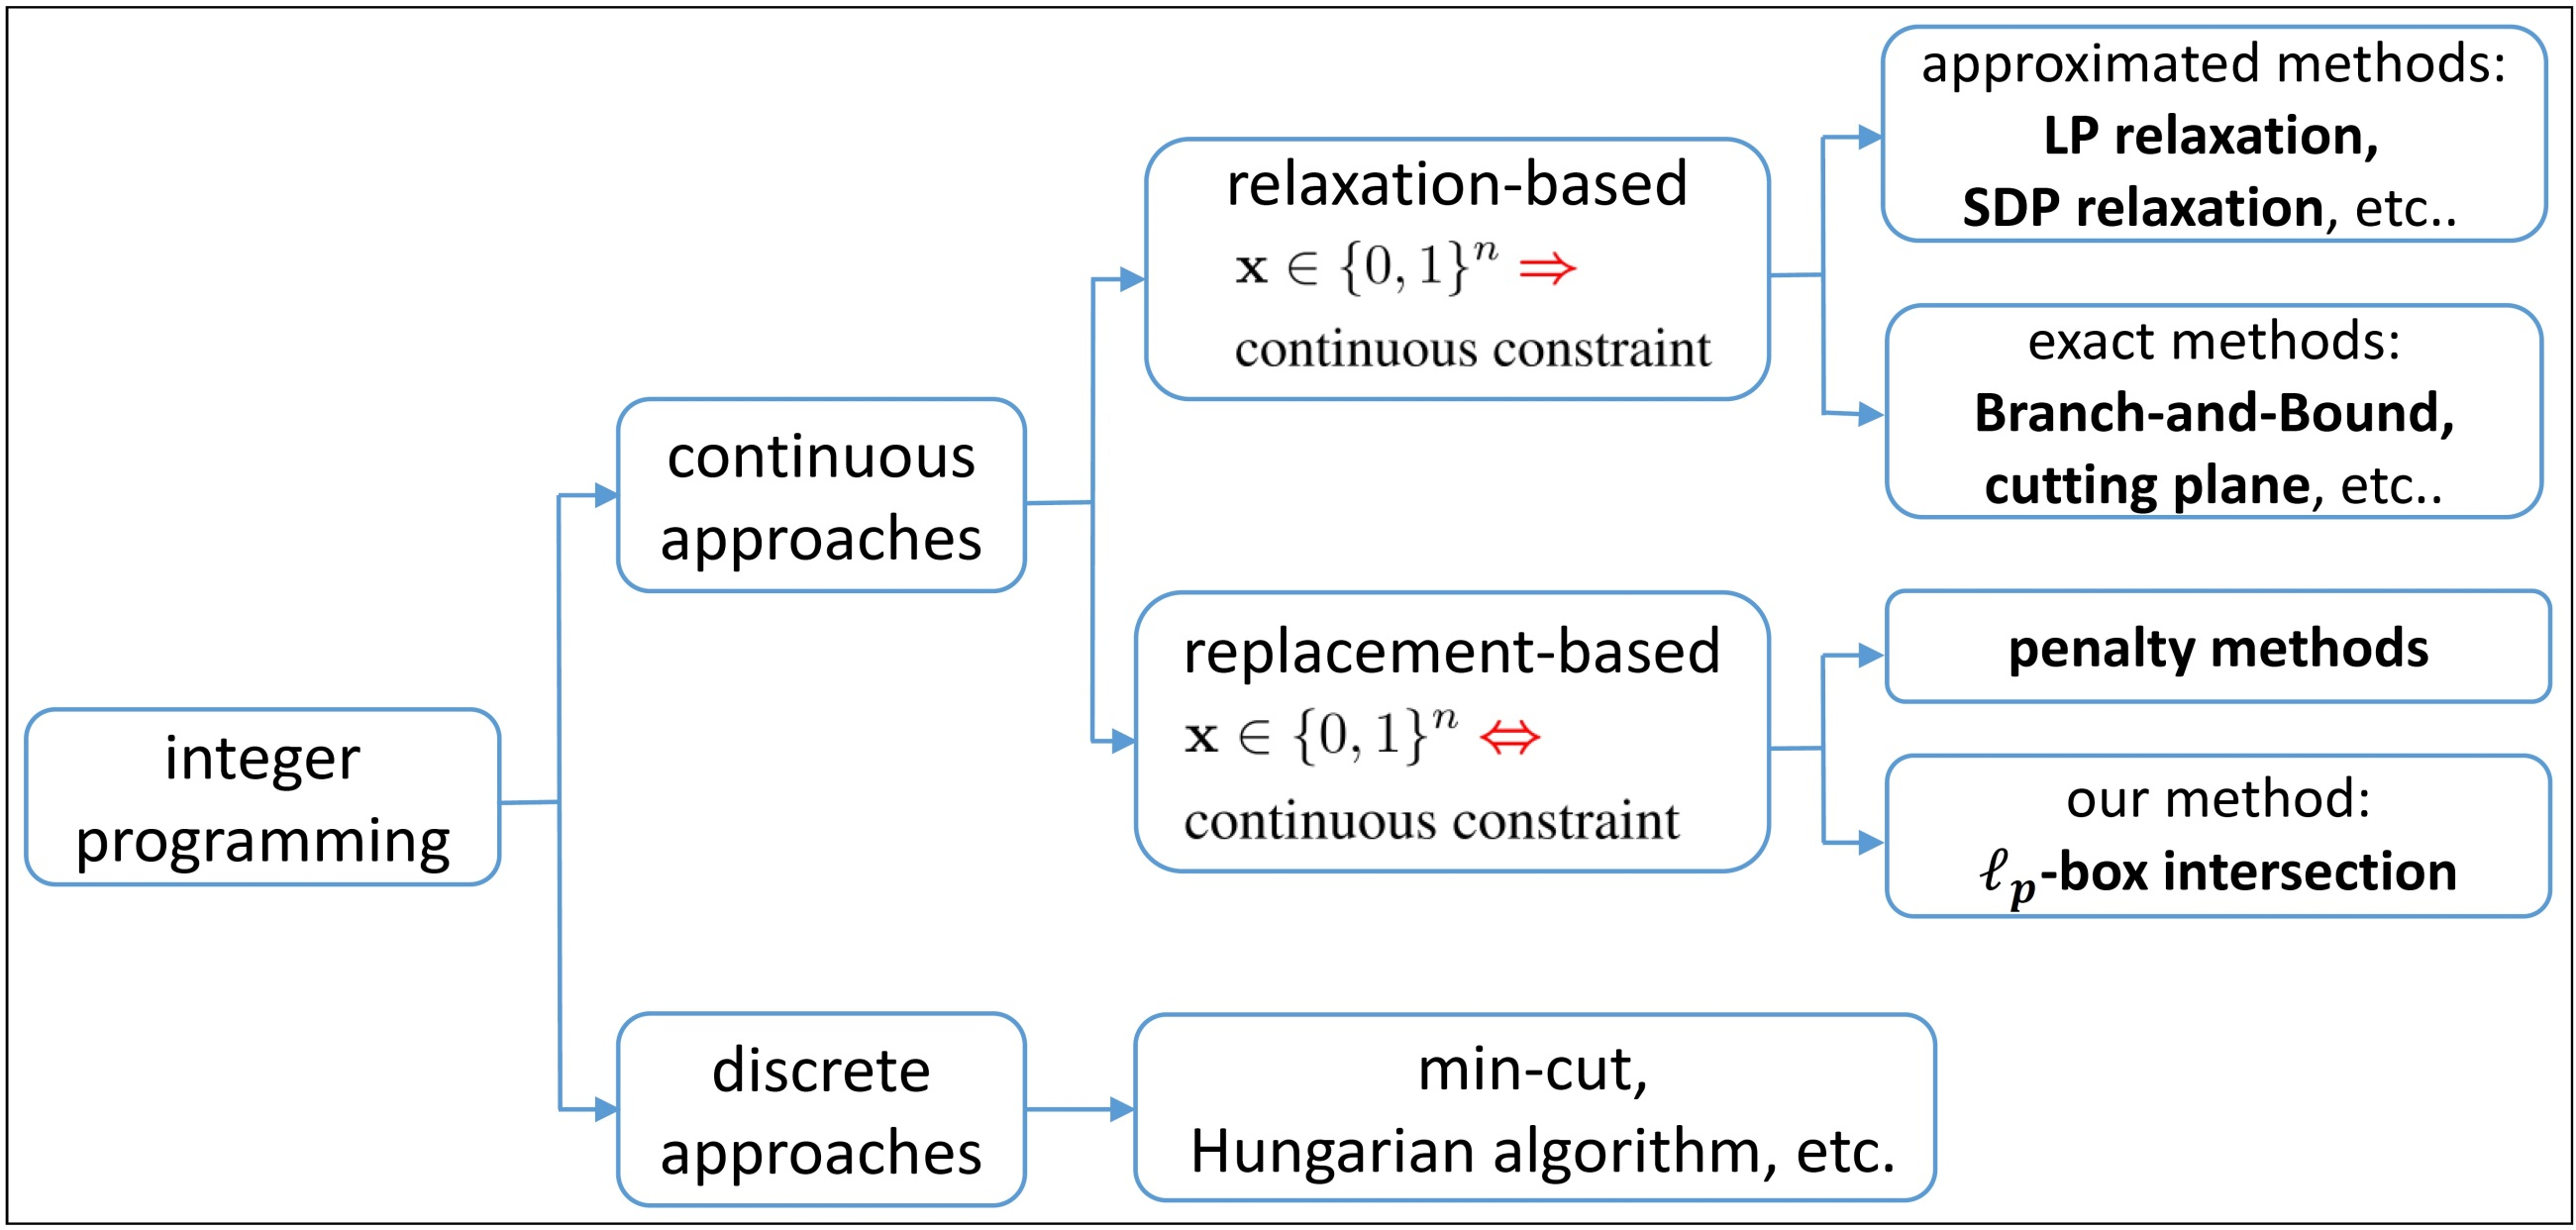 integer
programming
continuous
approaches
discrete
approaches
relaxation-based
x ∈ {0, 1}ⁿ ⇒
continuous constraint
replacement-based
x ∈ {0, 1}ⁿ ⇔
continuous constraint
min-cut,
Hungarian algorithm, etc.
approximated methods:
LP relaxation,
SDP relaxation, etc..
exact methods:
Branch-and-Bound,
cutting plane, etc..
penalty methods
our method:
ℓₚ-box intersection